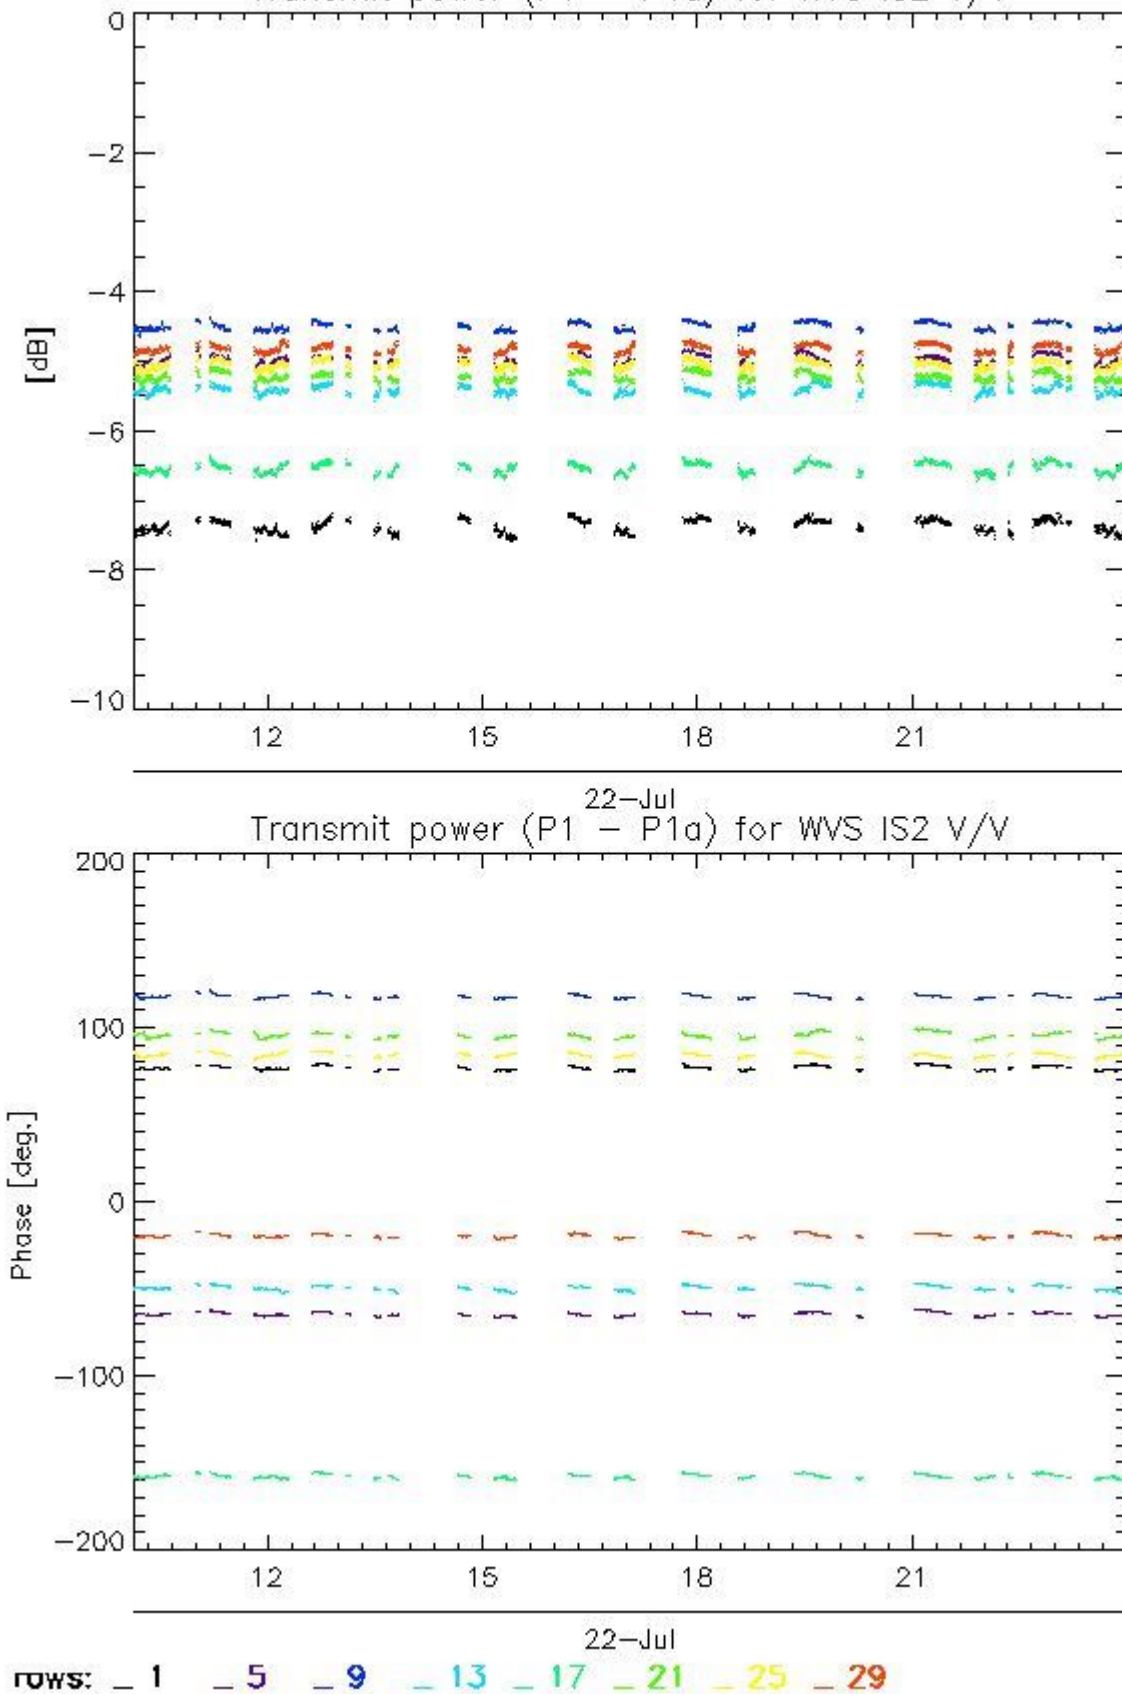 0
−2
−4
[dB]
−6
−8
−10
12 15 18 21
22−Jul
Transmit power (P1 − P1a) for WVS IS2 V/V
200
100
0
Phase [deg.]
−100
−200
12 15 18 21
22−Jul
rows: _ 1 _ 5 _ 9 _ 13 _ 17 _ 21 _ 25 _ 29